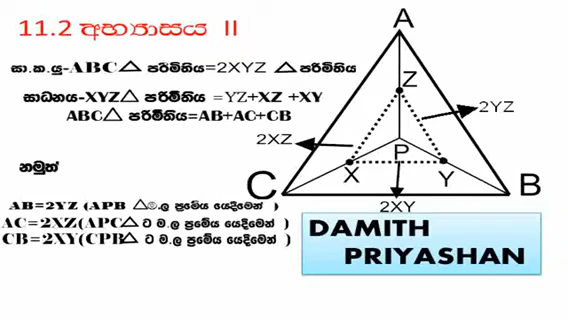 11.2 අභ්‍යාසය II
සා.ක.යු-ABC△ පරිමිතිය=2XYZ △පරිමිතිය
සාධනය-XYZ△ පරිමිතිය =YZ+XZ +XY
ABC△ පරිමිතිය=AB+AC+CB
නමුත්
AB=2YZ (APB △ම.ල ප්‍රමේය යෙදීමෙන් )
AC=2XZ(APC△ ට ම.ල ප්‍රමේය යෙදීමෙන් )
CB=2XY(CPB△ ට ම.ල ප්‍රමේය යෙදීමෙන් )
A
Z
2YZ
2XZ
P
X
Y
C
B
2XY
DAMITH
PRIYASHAN